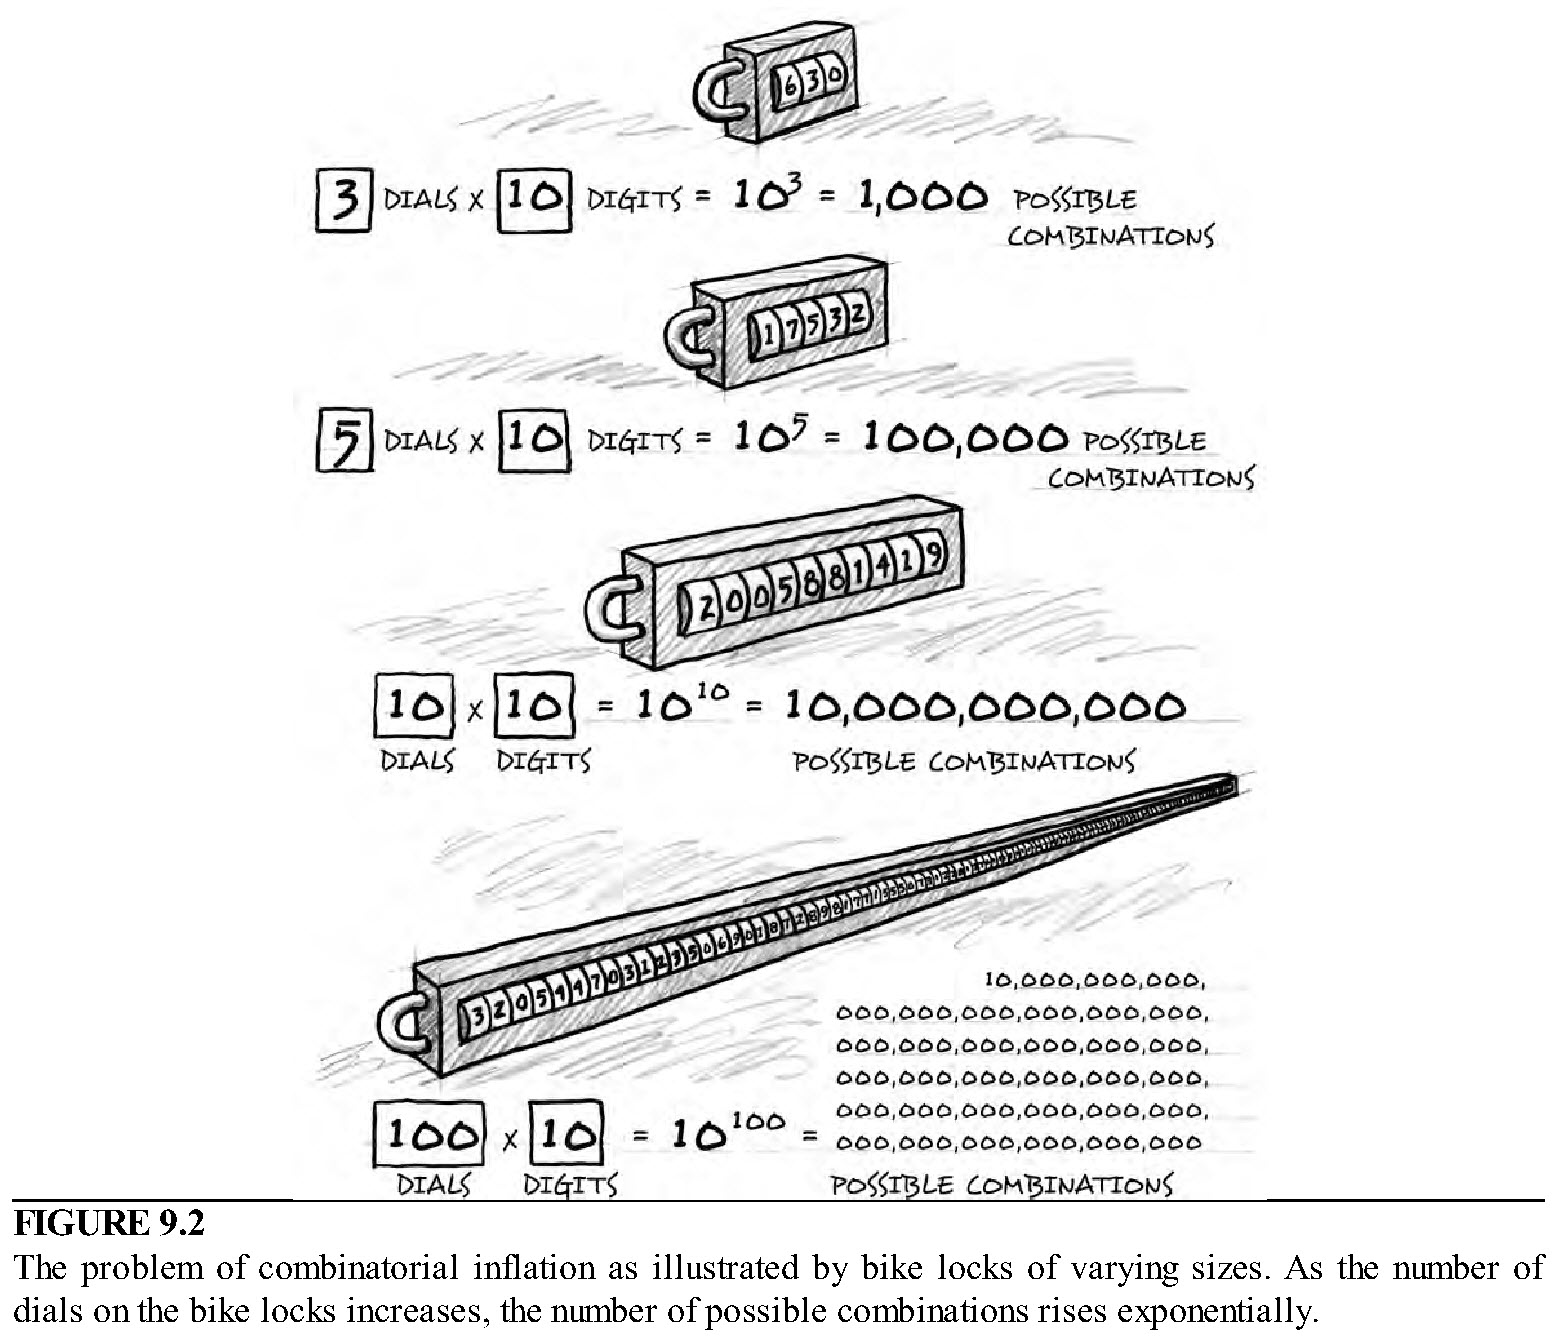 630
3 DIALS x 10 DIGITS = 10³ = 1,000 POSSIBLE
COMBINATIONS
17532
5 DIALS x 10 DIGITS = 10⁵ = 100,000 POSSIBLE
COMBINATIONS
2005881419
10 x 10 = 10¹⁰ = 10,000,000,000
DIALS DIGITS POSSIBLE COMBINATIONS
320544703123506901872
10,000,000,000,
000,000,000,000,000,000,
000,000,000,000,000,000,
000,000,000,000,000,000,
000,000,000,000,000,000,
000,000,000,000,000,000
100 x 10 = 10¹⁰⁰ =
DIALS DIGITS POSSIBLE COMBINATIONS
FIGURE 9.2
The problem of combinatorial inflation as illustrated by bike locks of varying sizes. As the number of
dials on the bike locks increases, the number of possible combinations rises exponentially.